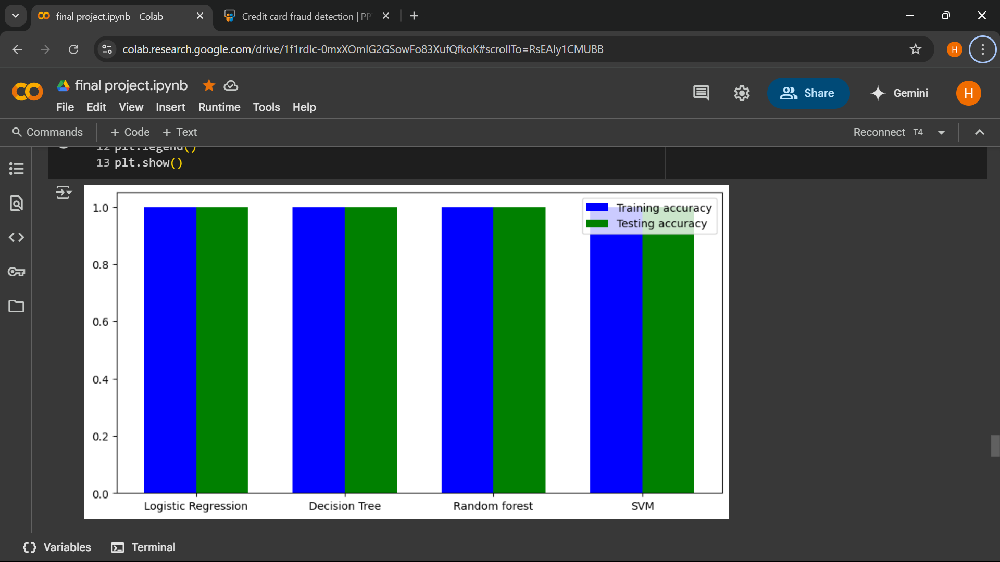 final project.ipynb - Colab
Credit card fraud detection | PP
colab.research.google.com/drive/1f1rdlc-0mxXOmIG2GSowFo83XufQfkoK#scrollTo=RsEAIy1CMUBB
H
final project.ipynb
File Edit View Insert Runtime Tools Help
Share
Gemini
H
Commands
+ Code + Text
Reconnect T4
12 plt.legend()
13 plt.show()
Training accuracy
Testing accuracy
1.0
0.8
0.6
0.4
0.2
0.0
Logistic Regression Decision Tree Random forest SVM
Variables Terminal